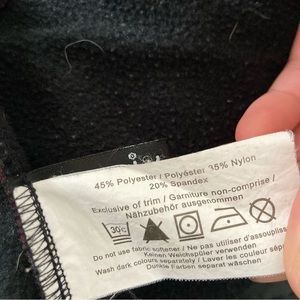 45% Polyester / Polyester 35% Nylon
20% Spandex
Exclusive of trim / Garniture non-comprise /
Nähzubehör ausgenommen
30°c
Do not use fabric softener / Ne pas utiliser d'assoupliss
Keinen Weichspüler verwenden
Wash dark colours separately / Laver les couleurs
Dunkle Farben separat waschen